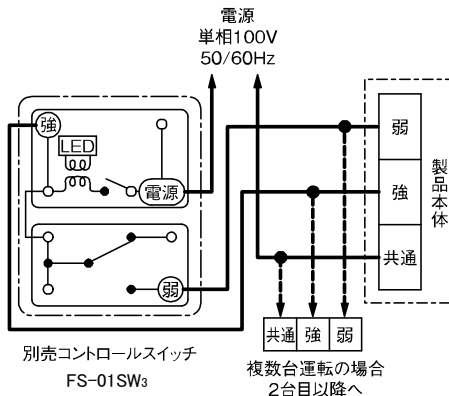 電源
単相100V
50/60Hz
強
LED
電源
弱
弱
強
共通
製品本体
共通 強 弱
別売コントロールスイッチ
FS-01SW₃
複数台運転の場合
2台目以降へ